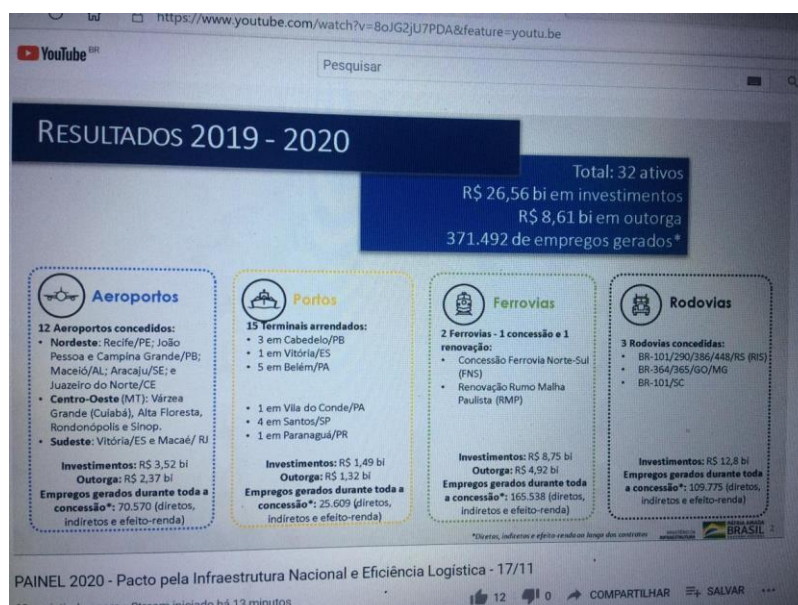 https://www.youtube.com/watch?v=8oJG2jU7PDA&feature=youtu.be
YouTube BR
Pesquisar
RESULTADOS 2019 - 2020
Total: 32 ativos
R$ 26,56 bi em investimentos
R$ 8,61 bi em outorga
371.492 de empregos gerados*
Aeroportos
12 Aeroportos concedidos:
• Nordeste: Recife/PE; João
Pessoa e Campina Grande/PB;
Maceió/AL; Aracaju/SE; e
Juazeiro do Norte/CE
• Centro-Oeste (MT): Várzea
Grande (Cuiabá), Alta Floresta,
Rondonópolis e Sinop.
• Sudeste: Vitória/ES e Macaé/ RJ
Investimentos: R$ 3,52 bi
Outorga: R$ 2,37 bi
Empregos gerados durante toda a
concessão*: 70.570 (diretos,
indiretos e efeito-renda)
Portos
15 Terminais arrendados:
• 3 em Cabedelo/PB
• 1 em Vitória/ES
• 5 em Belém/PA
• 1 em Vila do Conde/PA
• 4 em Santos/SP
• 1 em Paranaguá/PR
Investimentos: R$ 1,49 bi
Outorga: R$ 1,32 bi
Empregos gerados durante toda a
concessão*: 25.609 (diretos,
indiretos e efeito-renda)
Ferrovias
2 Ferrovias - 1 concessão e 1
renovação:
• Concessão Ferrovia Norte-Sul
(FNS)
• Renovação Rumo Malha
Paulista (RMP)
Investimentos: R$ 8,75 bi
Outorga: R$ 4,92 bi
Empregos gerados durante toda
a concessão*: 165.538 (diretos,
indiretos e efeito-renda)
Rodovias
3 Rodovias concedidas:
• BR-101/290/386/448/RS (RIS)
• BR-364/365/GO/MG
• BR-101/SC
Investimentos: R$ 12,8 bi
Empregos gerados durante toda
a concessão*: 109.775 (diretos,
indiretos e efeito-renda)
*Diretos, indiretos e efeito-renda ao longo dos contratos
MINISTÉRIO DA
INFRAESTRUTURA
PÁTRIA AMADA
BRASIL
2
PAINEL 2020 - Pacto pela Infraestrutura Nacional e Eficiência Logística - 17/11
iniciado há 13 minutos
12
0
COMPARTILHAR
SALVAR